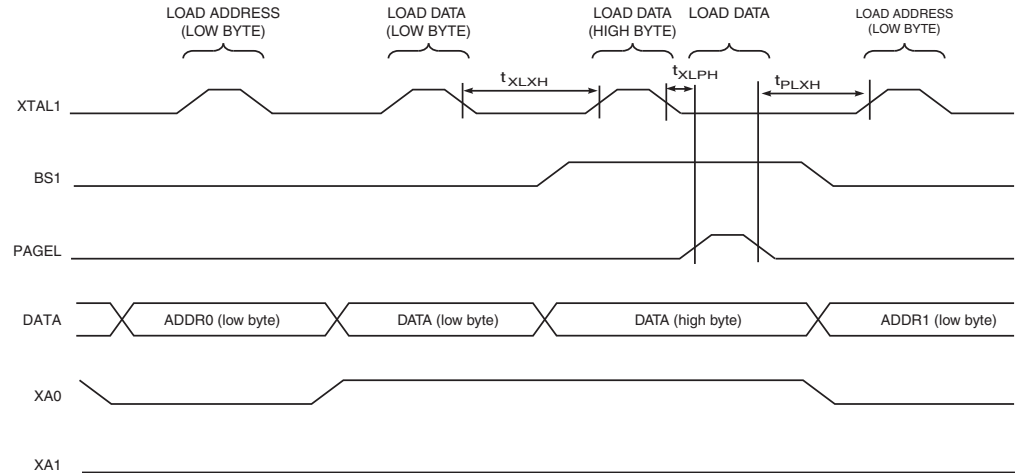 LOAD ADDRESS
(LOW BYTE)
LOAD DATA
(LOW BYTE)
LOAD DATA
(HIGH BYTE)
LOAD DATA
LOAD ADDRESS
(LOW BYTE)
tXLXH
tXLPH
tPLXH
XTAL1
BS1
PAGEL
DATA
ADDR0 (low byte)
DATA (low byte)
DATA (high byte)
ADDR1 (low byte)
XA0
XA1